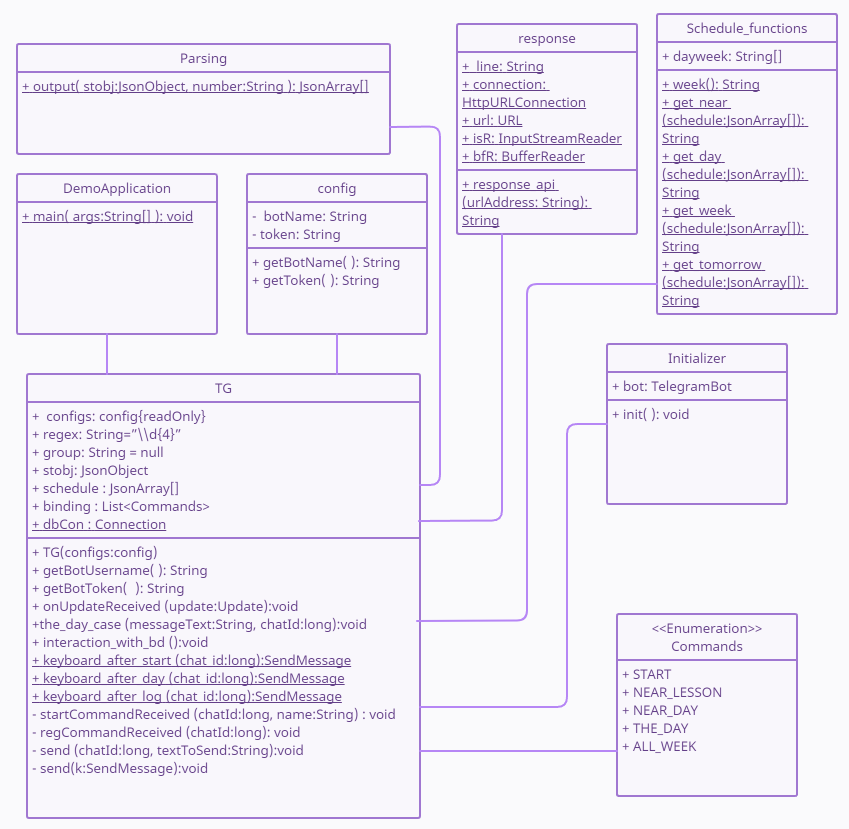 Parsing
+ output( stobj:JsonObject, number:String ): JsonArray[]
response
+  line: String
+ connection:
HttpURLConnection
+ url: URL
+ isR: InputStreamReader
+ bfR: BufferReader
+ response_api
(urlAddress: String):
String
Schedule_functions
+ dayweek: String[]
+ week(): String
+ get_near
(schedule:JsonArray[]):
String
+ get_day
(schedule:JsonArray[]):
String
+ get_week
(schedule:JsonArray[]):
String
+ get_tomorrow
(schedule:JsonArray[]):
String
DemoApplication
+ main( args:String[] ): void
config
-  botName: String
- token: String
+ getBotName( ): String
+ getToken( ): String
Initializer
+ bot: TelegramBot
+ init( ): void
TG
+  configs: config{readOnly}
+ regex: String="\\d{4}"
+ group: String = null
+ stobj: JsonObject
+ schedule : JsonArray[]
+ binding : List<Commands>
+ dbCon : Connection
+ TG(configs:config)
+ getBotUsername( ): String
+ getBotToken(  ): String
+ onUpdateReceived (update:Update):void
+the_day_case (messageText:String, chatId:long):void
+ interaction_with_bd ():void
+ keyboard_after_start (chat_id:long):SendMessage
+ keyboard_after_day (chat_id:long):SendMessage
+ keyboard_after_log (chat_id:long):SendMessage
- startCommandReceived (chatId:long, name:String) : void
- regCommandReceived (chatId:long): void
- send (chatId:long, textToSend:String):void
- send(k:SendMessage):void
<<Enumeration>>
Commands
+ START
+ NEAR_LESSON
+ NEAR_DAY
+ THE_DAY
+ ALL_WEEK